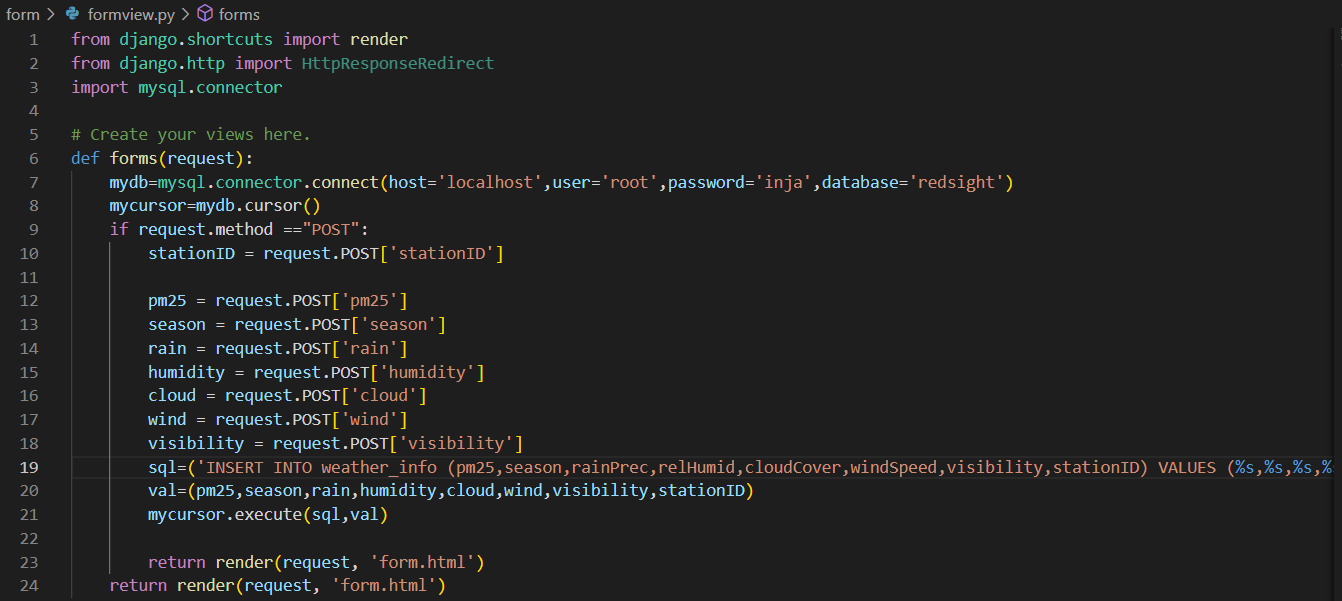 form > formview.py > forms
1 from django.shortcuts import render
2 from django.http import HttpResponseRedirect
3 import mysql.connector
4
5 # Create your views here.
6 def forms(request):
7     mydb=mysql.connector.connect(host='localhost',user='root',password='inja',database='redsight')
8     mycursor=mydb.cursor()
9     if request.method =="POST":
10         stationID = request.POST['stationID']
11
12         pm25 = request.POST['pm25']
13         season = request.POST['season']
14         rain = request.POST['rain']
15         humidity = request.POST['humidity']
16         cloud = request.POST['cloud']
17         wind = request.POST['wind']
18         visibility = request.POST['visibility']
19         sql=('INSERT INTO weather_info (pm25,season,rainPrec,relHumid,cloudCover,windSpeed,visibility,stationID) VALUES (%s,%s,%s,%
20         val=(pm25,season,rain,humidity,cloud,wind,visibility,stationID)
21         mycursor.execute(sql,val)
22
23         return render(request, 'form.html')
24     return render(request, 'form.html')